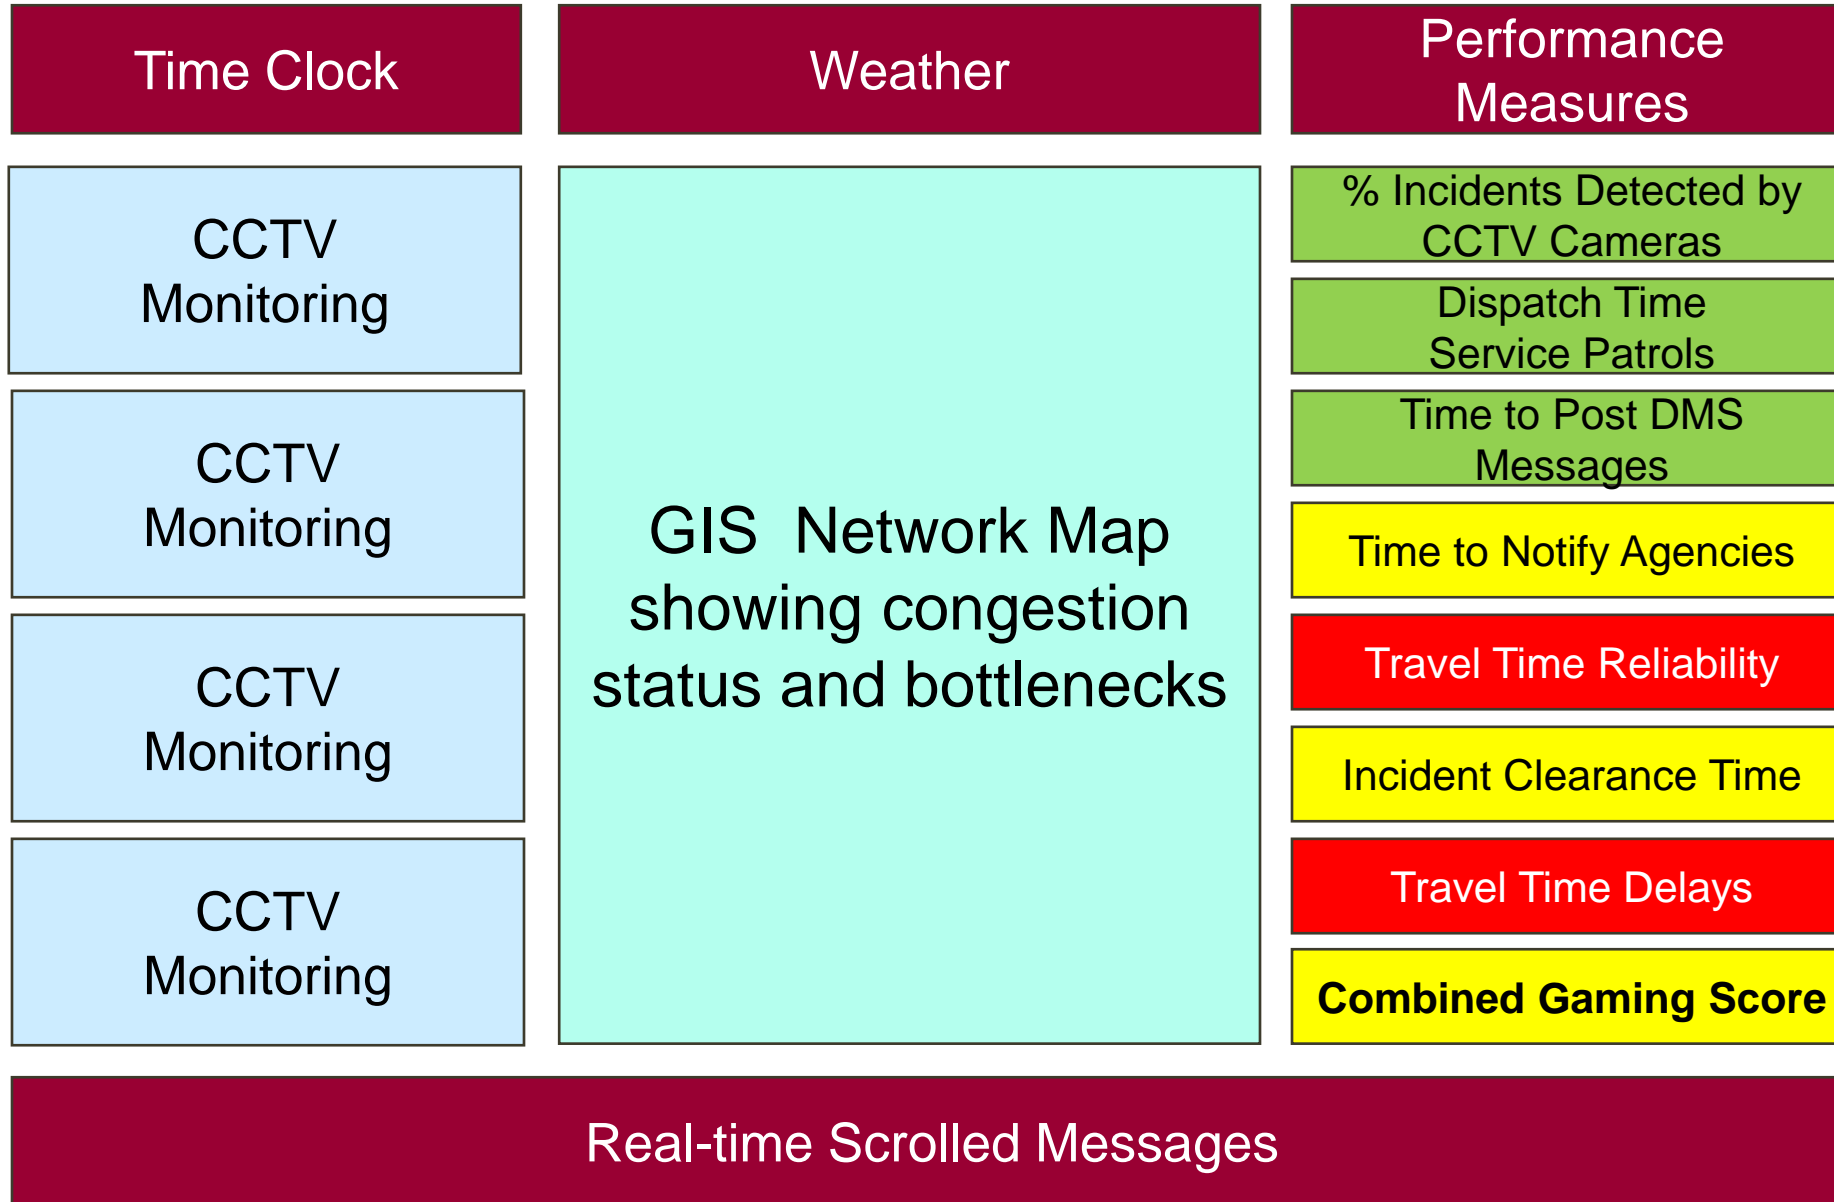 Time Clock
Weather
Performance
Measures
CCTV
Monitoring
CCTV
Monitoring
CCTV
Monitoring
CCTV
Monitoring
GIS  Network Map
showing congestion
status and bottlenecks
% Incidents Detected by
CCTV Cameras
Dispatch Time
Service Patrols
Time to Post DMS
Messages
Time to Notify Agencies
Travel Time Reliability
Incident Clearance Time
Travel Time Delays
Combined Gaming Score
Real-time Scrolled Messages